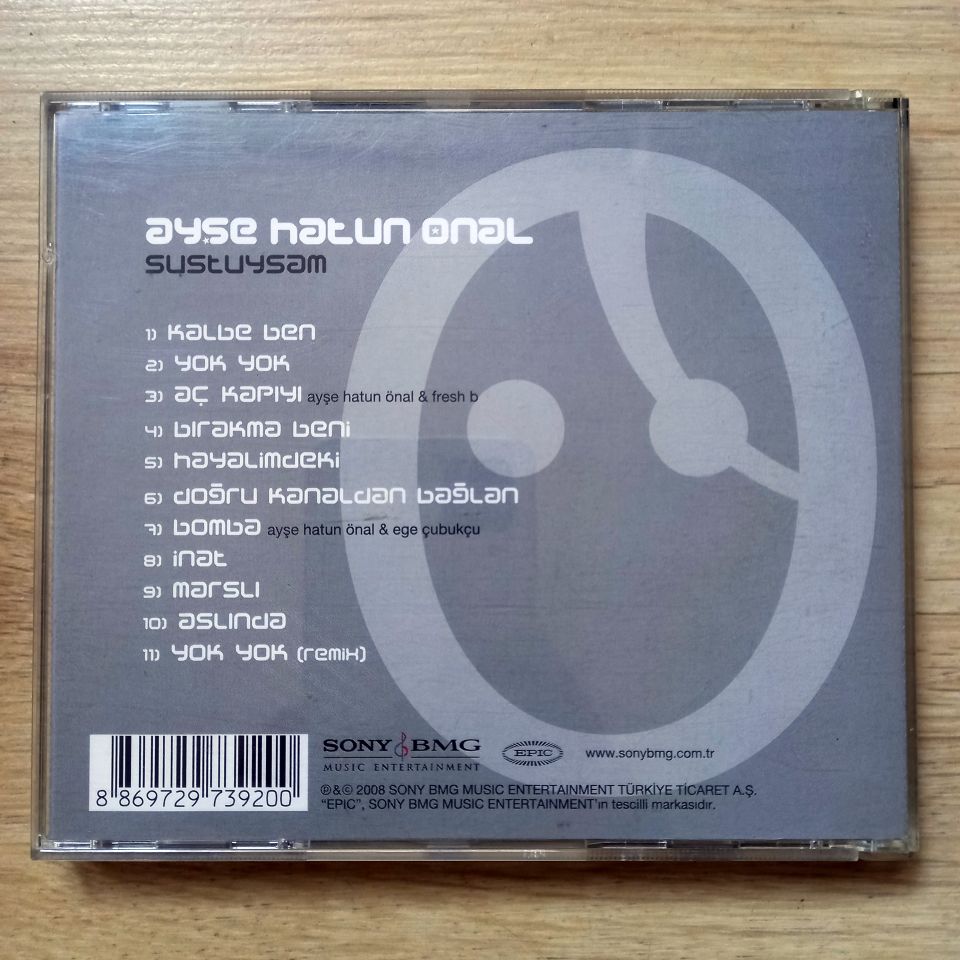 ayşe hatun önal
sustuysam
1) kalbe ben
2) yok yok
3) aç kapıyı ayşe hatun önal & fresh b
4) bırakma beni
5) hayalimdeki
6) doğru kanaldan bağlan
7) bomba ayşe hatun önal & ege çubukçu
8) inat
9) marslı
10) aslında
11) yok yok (remix)
8 869729 739200
SONY BMG
MUSIC ENTERTAINMENT
EPIC
www.sonybmg.com.tr
℗&© 2008 SONY BMG MUSIC ENTERTAINMENT TÜRKİYE TİCARET A.Ş.
"EPIC", SONY BMG MUSIC ENTERTAINMENT'ın tescilli markasıdır.